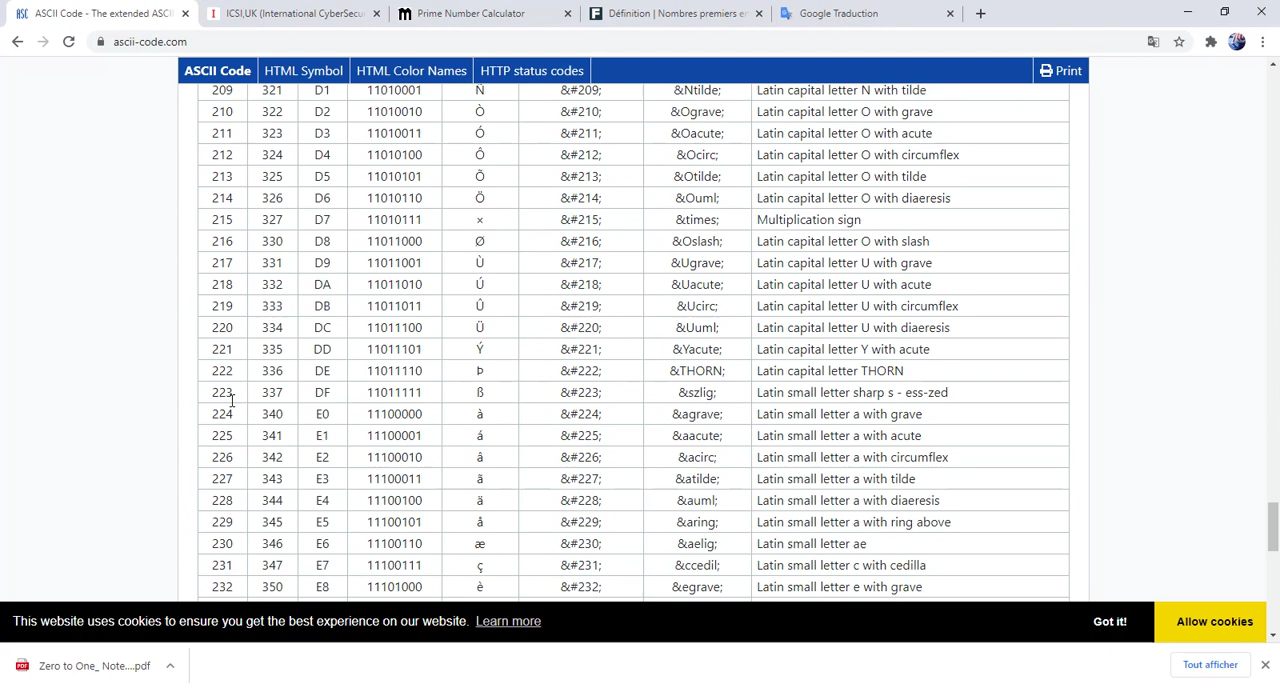 ASCII Code - The extended ASCI
ICSI,UK (International CyberSecur
Prime Number Calculator
Définition | Nombres premiers en
Google Traduction
ascii-code.com
ASCII Code HTML Symbol HTML Color Names HTTP status codes Print
209 321 D1 11010001 Ñ &#209; &Ntilde; Latin capital letter N with tilde
210 322 D2 11010010 Ò &#210; &Ograve; Latin capital letter O with grave
211 323 D3 11010011 Ó &#211; &Oacute; Latin capital letter O with acute
212 324 D4 11010100 Ô &#212; &Ocirc; Latin capital letter O with circumflex
213 325 D5 11010101 Õ &#213; &Otilde; Latin capital letter O with tilde
214 326 D6 11010110 Ö &#214; &Ouml; Latin capital letter O with diaeresis
215 327 D7 11010111 × &#215; &times; Multiplication sign
216 330 D8 11011000 Ø &#216; &Oslash; Latin capital letter O with slash
217 331 D9 11011001 Ù &#217; &Ugrave; Latin capital letter U with grave
218 332 DA 11011010 Ú &#218; &Uacute; Latin capital letter U with acute
219 333 DB 11011011 Û &#219; &Ucirc; Latin capital letter U with circumflex
220 334 DC 11011100 Ü &#220; &Uuml; Latin capital letter U with diaeresis
221 335 DD 11011101 Ý &#221; &Yacute; Latin capital letter Y with acute
222 336 DE 11011110 Þ &#222; &THORN; Latin capital letter THORN
223 337 DF 11011111 ß &#223; &szlig; Latin small letter sharp s - ess-zed
224 340 E0 11100000 à &#224; &agrave; Latin small letter a with grave
225 341 E1 11100001 á &#225; &aacute; Latin small letter a with acute
226 342 E2 11100010 â &#226; &acirc; Latin small letter a with circumflex
227 343 E3 11100011 ã &#227; &atilde; Latin small letter a with tilde
228 344 E4 11100100 ä &#228; &auml; Latin small letter a with diaeresis
229 345 E5 11100101 å &#229; &aring; Latin small letter a with ring above
230 346 E6 11100110 æ &#230; &aelig; Latin small letter ae
231 347 E7 11100111 ç &#231; &ccedil; Latin small letter c with cedilla
232 350 E8 11101000 è &#232; &egrave; Latin small letter e with grave
This website uses cookies to ensure you get the best experience on our website. Learn more
Got it!
Allow cookies
Zero to One_ Note....pdf
Tout afficher